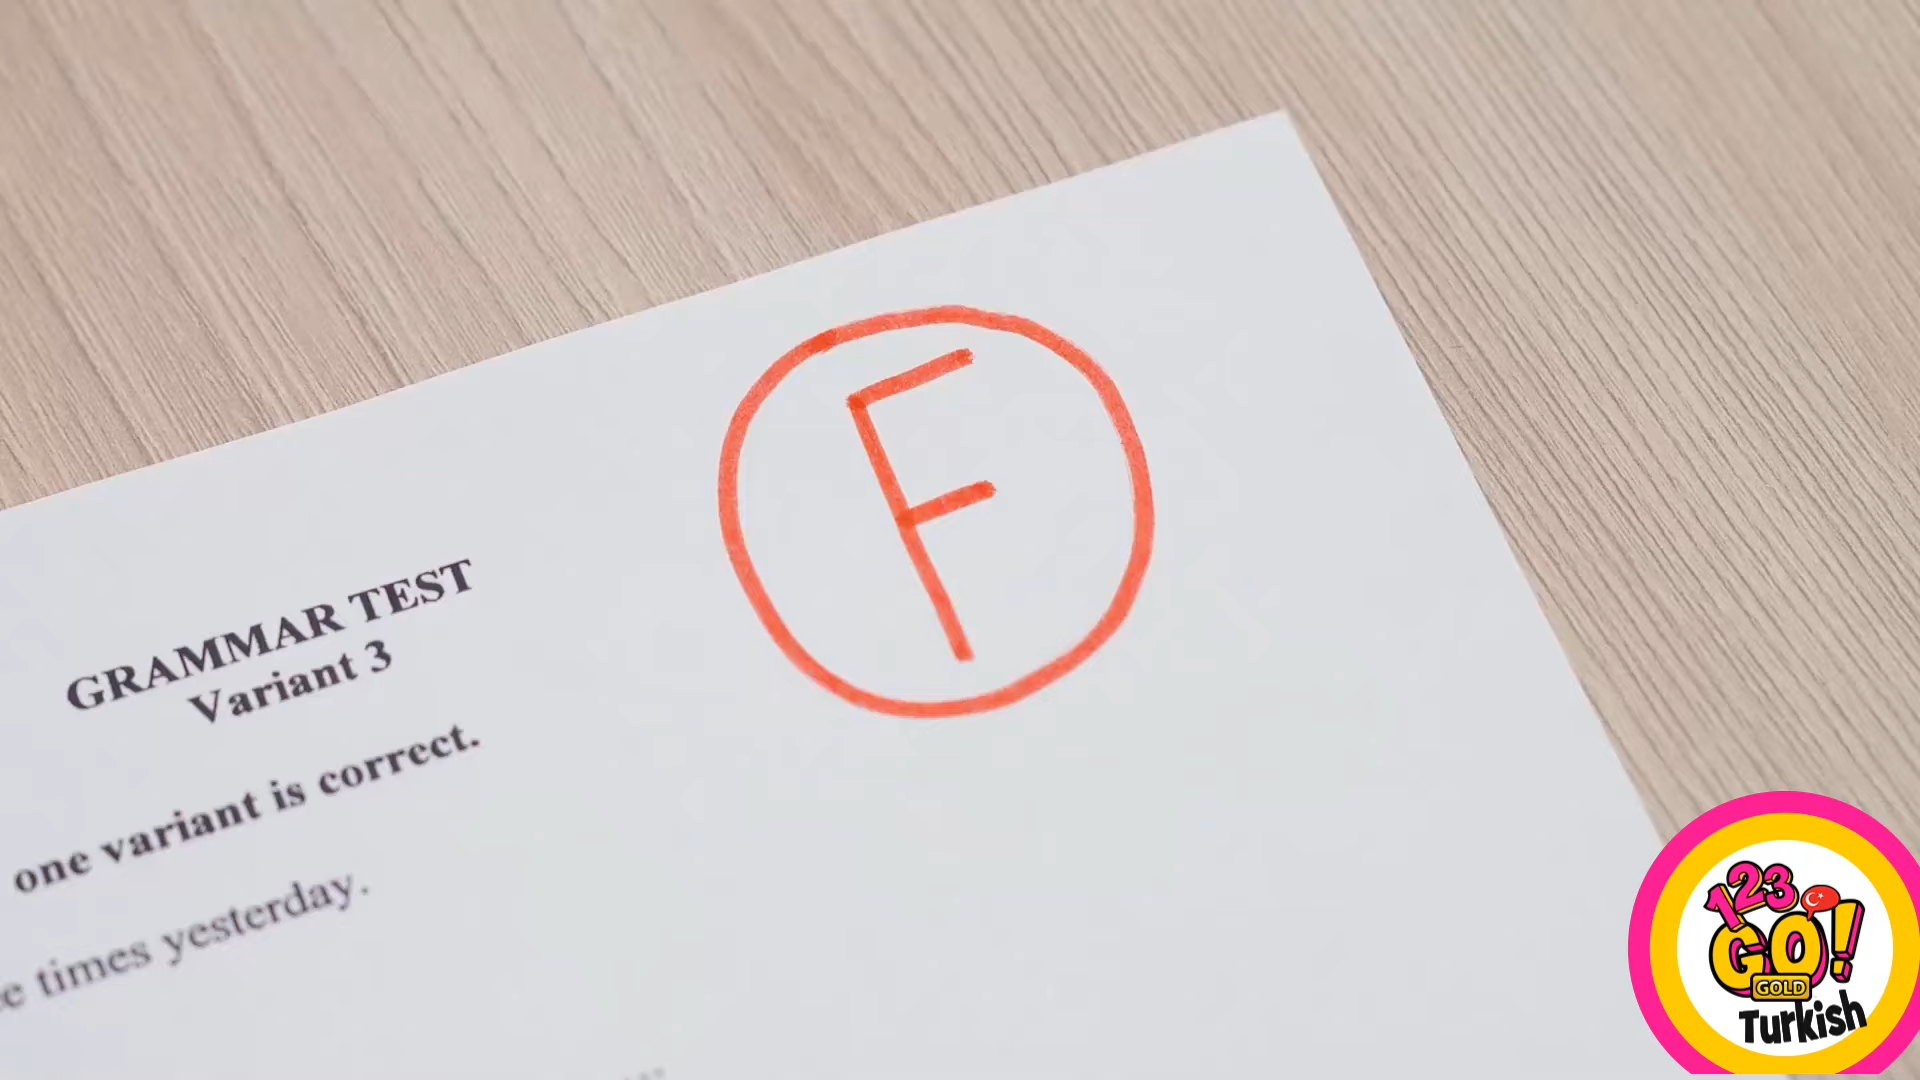 F
GRAMMAR TEST
Variant 3
one variant is correct.
times yesterday.
123
GO!
GOLD
Turkish